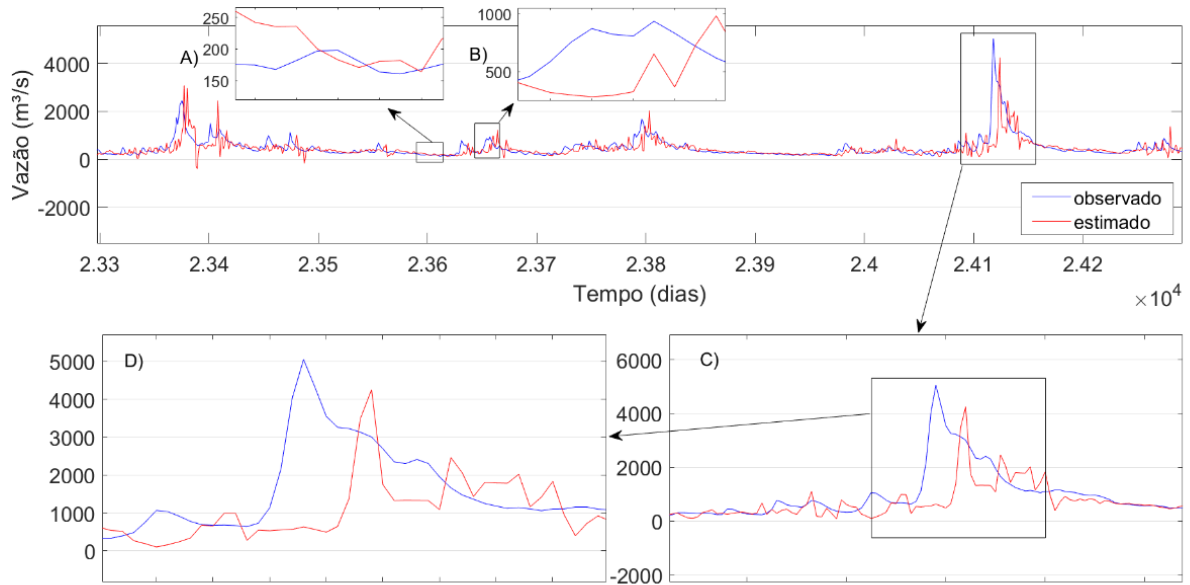 A)
250
200
150
B)
1000
500
Vazão (m³/s)
4000
2000
0
-2000
observado
estimado
2.33 2.34 2.35 2.36 2.37 2.38 2.39 2.4 2.41 2.42
Tempo (dias)
×10⁴
D)
5000
4000
3000
2000
1000
0
C)
6000
4000
2000
0
-2000